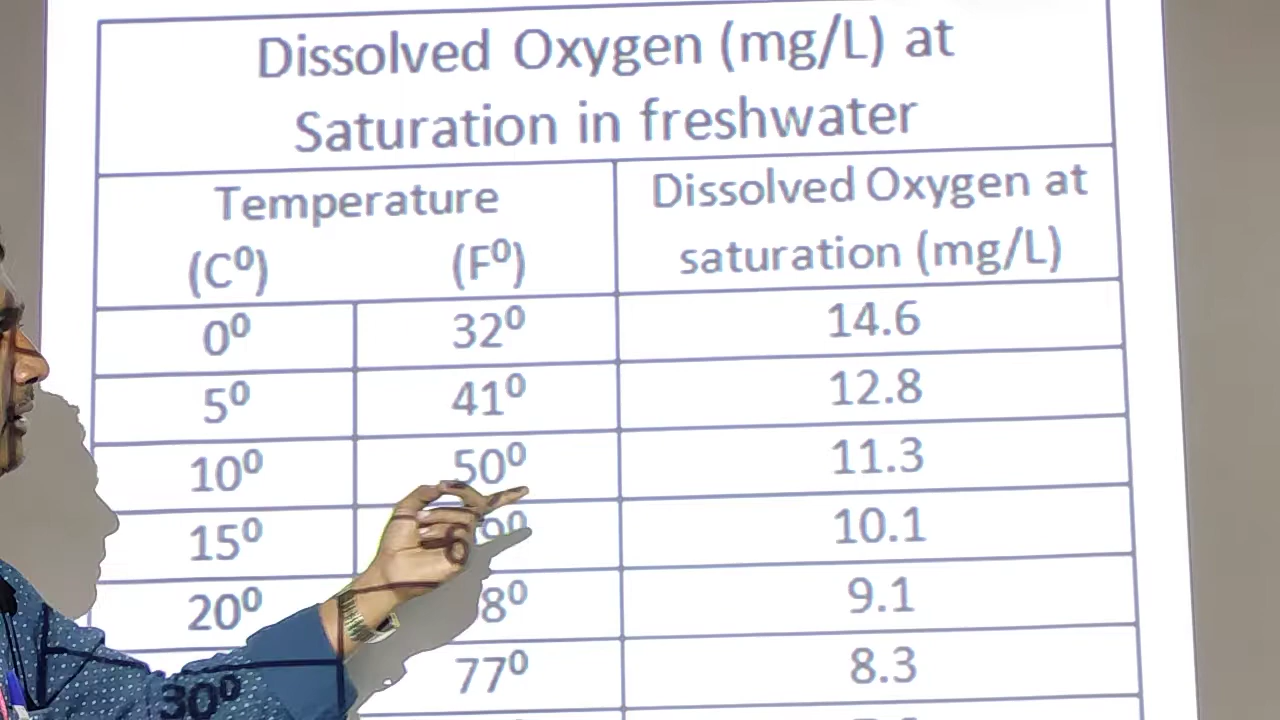 Dissolved Oxygen (mg/L) at
Saturation in freshwater
Temperature
(C⁰) (F⁰)
Dissolved Oxygen at
saturation (mg/L)
0⁰ 32⁰ 14.6
5⁰ 41⁰ 12.8
10⁰ 50⁰ 11.3
15⁰ 10.1
20⁰ 8⁰ 9.1
77⁰ 8.3
30⁰